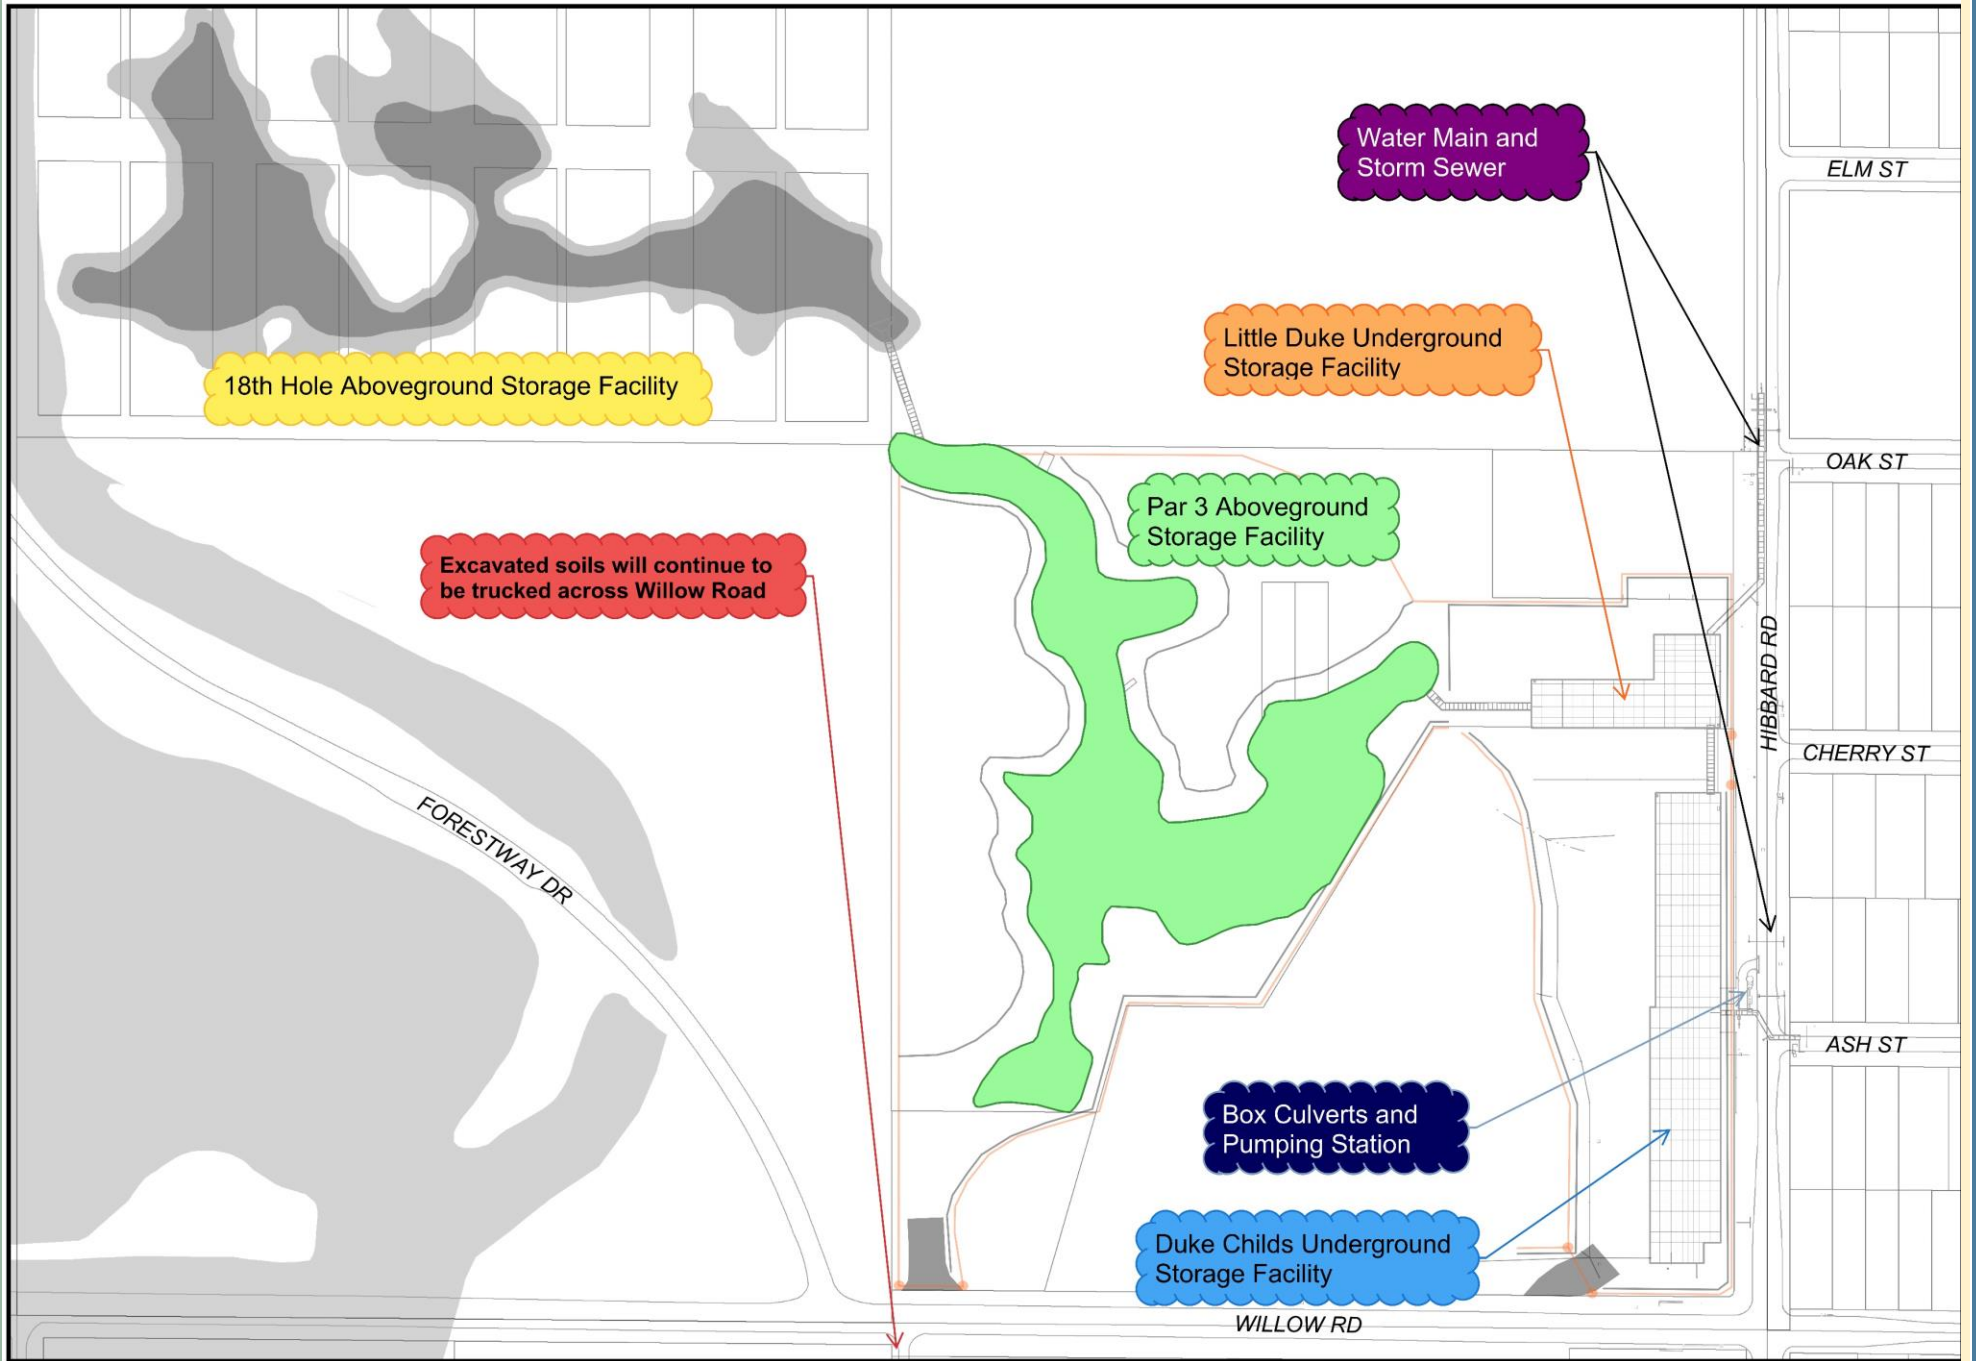 Water Main and
Storm Sewer
ELM ST
Little Duke Underground
Storage Facility
18th Hole Aboveground Storage Facility
OAK ST
Par 3 Aboveground
Storage Facility
Excavated soils will continue to
be trucked across Willow Road
HIBBARD RD
CHERRY ST
FORESTWAY DR
ASH ST
Box Culverts and
Pumping Station
Duke Childs Underground
Storage Facility
WILLOW RD